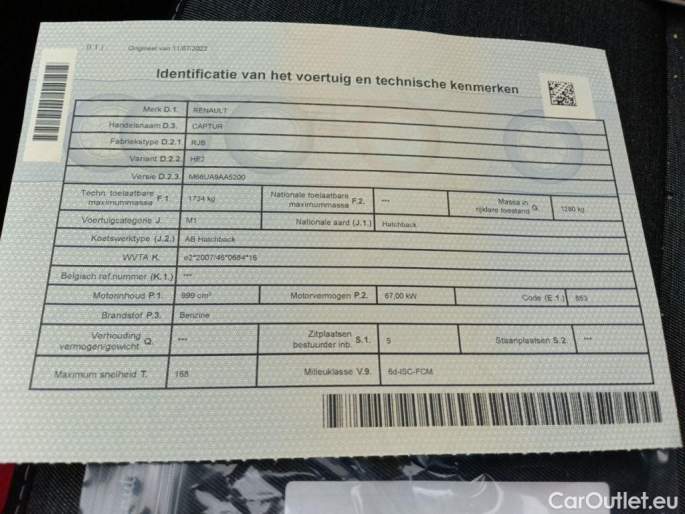 D.1.I Origineel van 11/07/2022
Identificatie van het voertuig en technische kenmerken
Merk D.1. RENAULT
Handelsnaam D.3. CAPTUR
Fabriekstype D.2.1 RJB
Variant D.2.2. HE2
Versie D.2.3. M66UA9AA5200
Techn. toelaatbare maximummassa F.1. 1734 kg Nationale toelaatbare maximummassa F.2. *** Massa in rijklare toestand G. 1280 kg
Voertuigcategorie J. M1 Nationale aard (J.1.) Hatchback
Koetswerktype (J.2.) AB Hatchback
WVTA K. e2*2007/46*0684*16
Belgisch ref.nummer (K.1.) ***
Motorinhoud P.1. 999 cm³ Motorvermogen P.2. 67,00 kW Code (E.1.) 863
Brandstof P.3. Benzine
Verhouding vermogen/gewicht Q. *** Zitplaatsen bestuurder inb. S.1. 5 Staanplaatsen S.2. ***
Maximum snelheid T. 168 Milieuklasse V.9. 6d-ISC-FCM
CarOutlet.eu